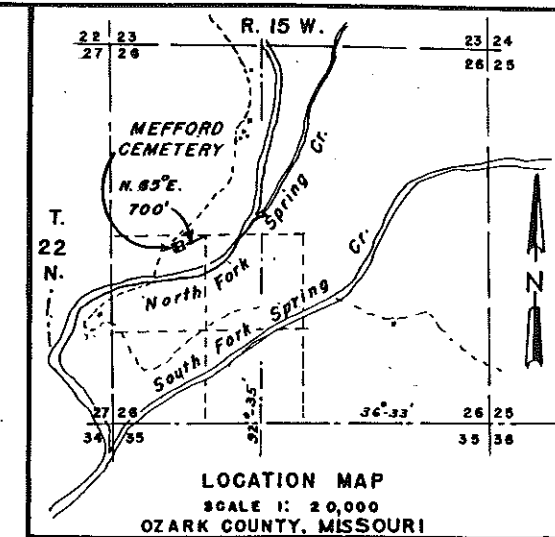 R. 15 W.
22 23
27 26
23 24
26 25
MEFFORD
CEMETERY
N. 65°E.
700'
T.
22
N.
Spring Cr.
North Fork
South Fork Spring Cr.
N
92°-35'
36°-33'
27 26
34 35
26 25
35 36
LOCATION MAP
SCALE 1: 20,000
OZARK COUNTY, MISSOURI